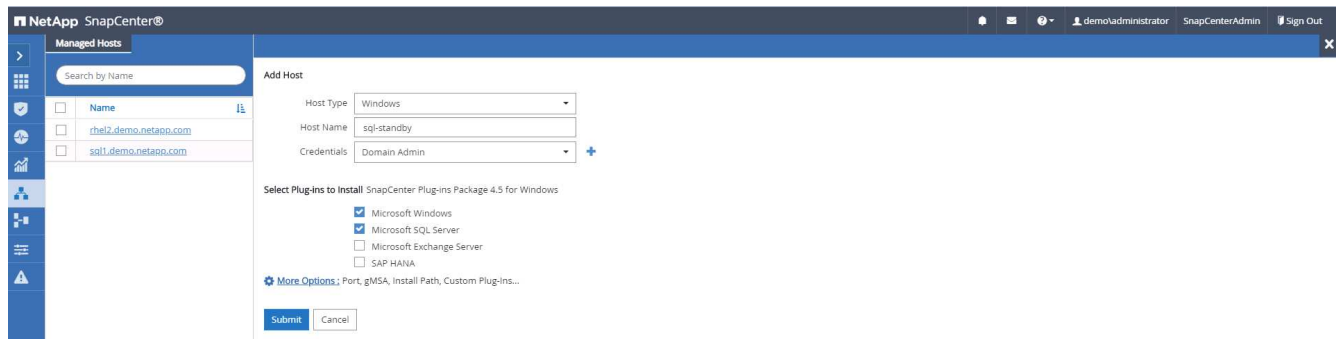 NetApp SnapCenter®
demo\administrator SnapCenterAdmin Sign Out
Managed Hosts
Search by Name
Name
rhel2.demo.netapp.com
sql1.demo.netapp.com
Add Host
Host Type Windows
Host Name sql-standby
Credentials Domain Admin
Select Plug-ins to Install SnapCenter Plug-ins Package 4.5 for Windows
Microsoft Windows
Microsoft SQL Server
Microsoft Exchange Server
SAP HANA
More Options : Port, gMSA, Install Path, Custom Plug-Ins...
Submit Cancel